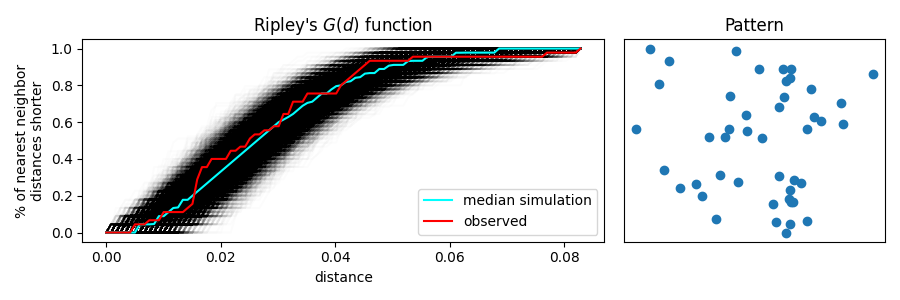 Ripley's G(d) function
Pattern
% of nearest neighbor
distances shorter
1.0
0.8
0.6
0.4
0.2
0.0
0.00 0.02 0.04 0.06 0.08
distance
median simulation
observed